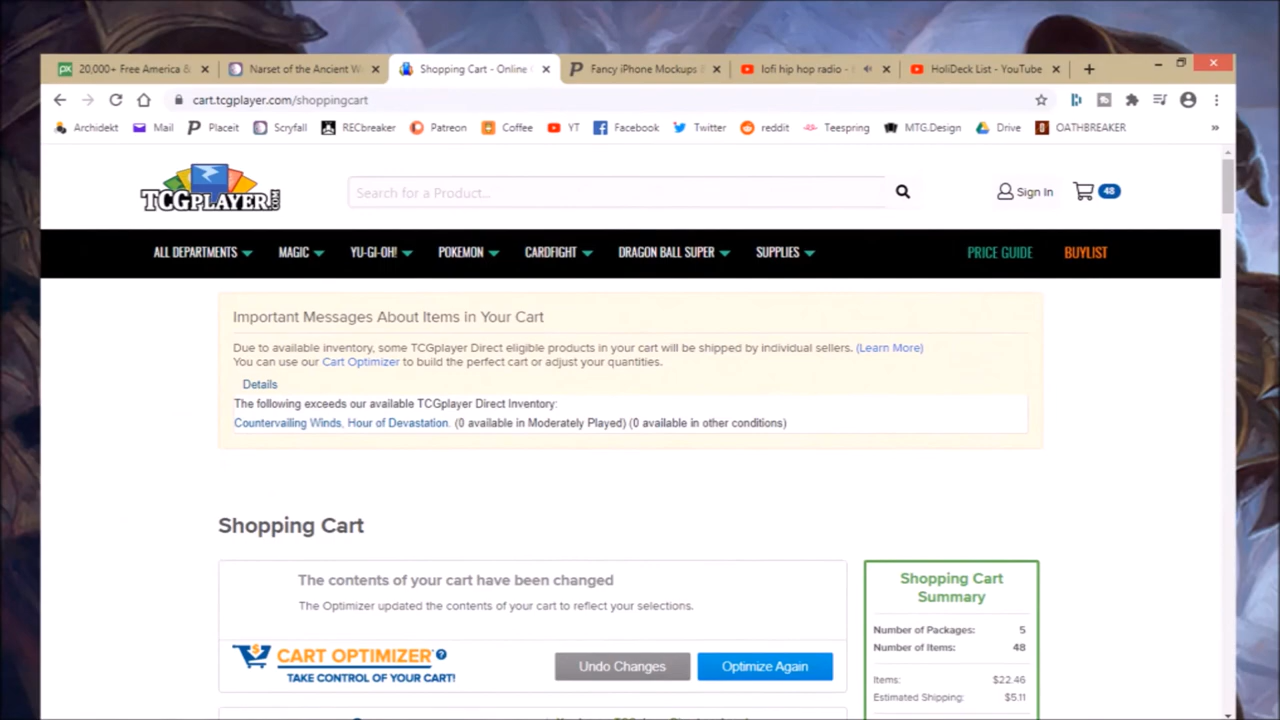 20,000+ Free America &
Narset of the Ancient W
Shopping Cart - Online
Fancy iPhone Mockups
lofi hip hop radio -
HoliDeck List - YouTube
cart.tcgplayer.com/shoppingcart
Archidekt
Mail
Placeit
Scryfall
RECbreaker
Patreon
Coffee
YT
Facebook
Twitter
reddit
Teespring
MTG.Design
Drive
OATHBREAKER
TCGPLAYER.COM
Search for a Product...
Sign In
48
ALL DEPARTMENTS
MAGIC
YU-GI-OH!
POKEMON
CARDFIGHT
DRAGON BALL SUPER
SUPPLIES
PRICE GUIDE
BUYLIST
Important Messages About Items in Your Cart
Due to available inventory, some TCGplayer Direct eligible products in your cart will be shipped by individual sellers. (Learn More)
You can use our Cart Optimizer to build the perfect cart or adjust your quantities.
Details
The following exceeds our available TCGplayer Direct Inventory:
Countervailing Winds, Hour of Devastation. (0 available in Moderately Played) (0 available in other conditions)
Shopping Cart
The contents of your cart have been changed
The Optimizer updated the contents of your cart to reflect your selections.
CART OPTIMIZER ?
TAKE CONTROL OF YOUR CART!
Undo Changes
Optimize Again
Shopping Cart
Summary
Number of Packages: 5
Number of Items: 48
Items: $22.46
Estimated Shipping: $5.11